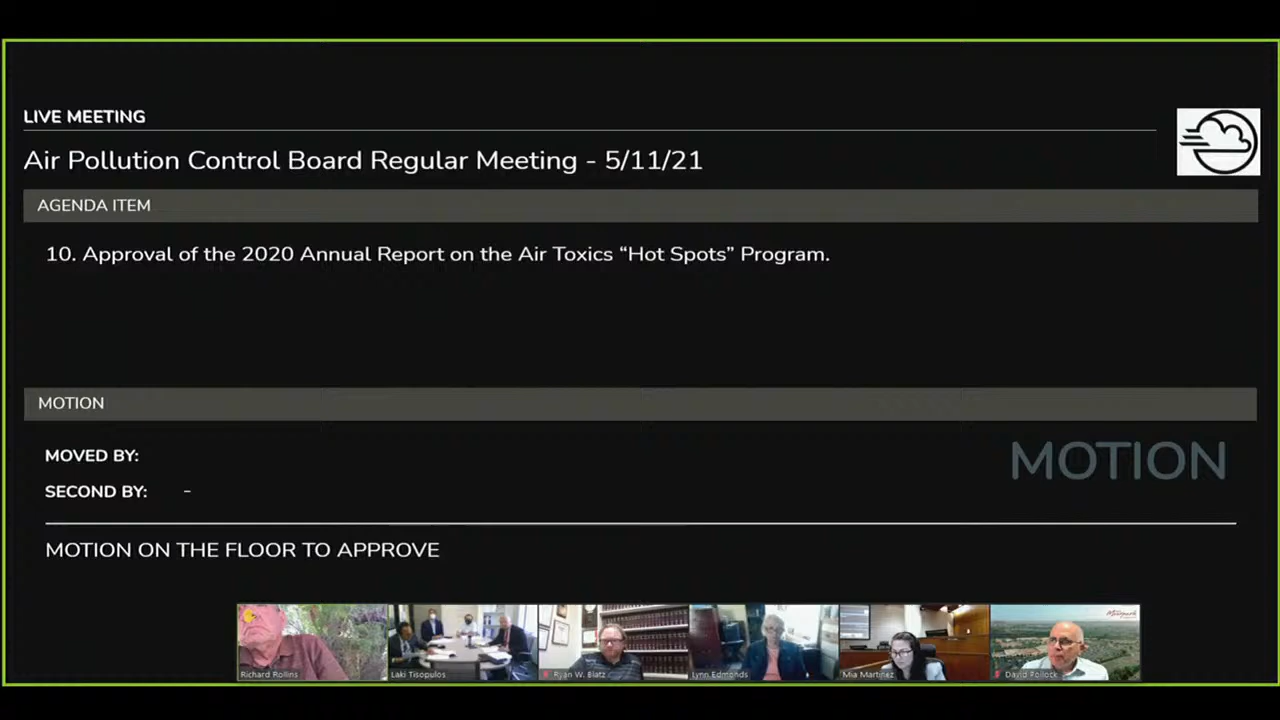 LIVE MEETING
Air Pollution Control Board Regular Meeting - 5/11/21
AGENDA ITEM
10. Approval of the 2020 Annual Report on the Air Toxics “Hot Spots” Program.
MOTION
MOVED BY:
MOTION
SECOND BY: -
MOTION ON THE FLOOR TO APPROVE
Richard Rollins
Laki Tisopulos
Ryan W. Blatz
Lynn Edmonds
Mia Martinez
David Pollock